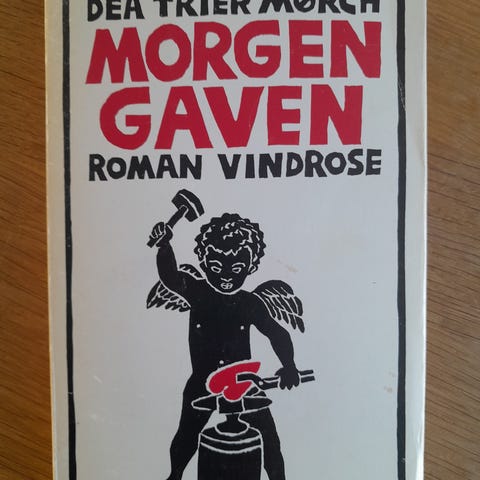 DEA TRIER MØRCH
MORGEN
GAVEN
ROMAN VINDROSE